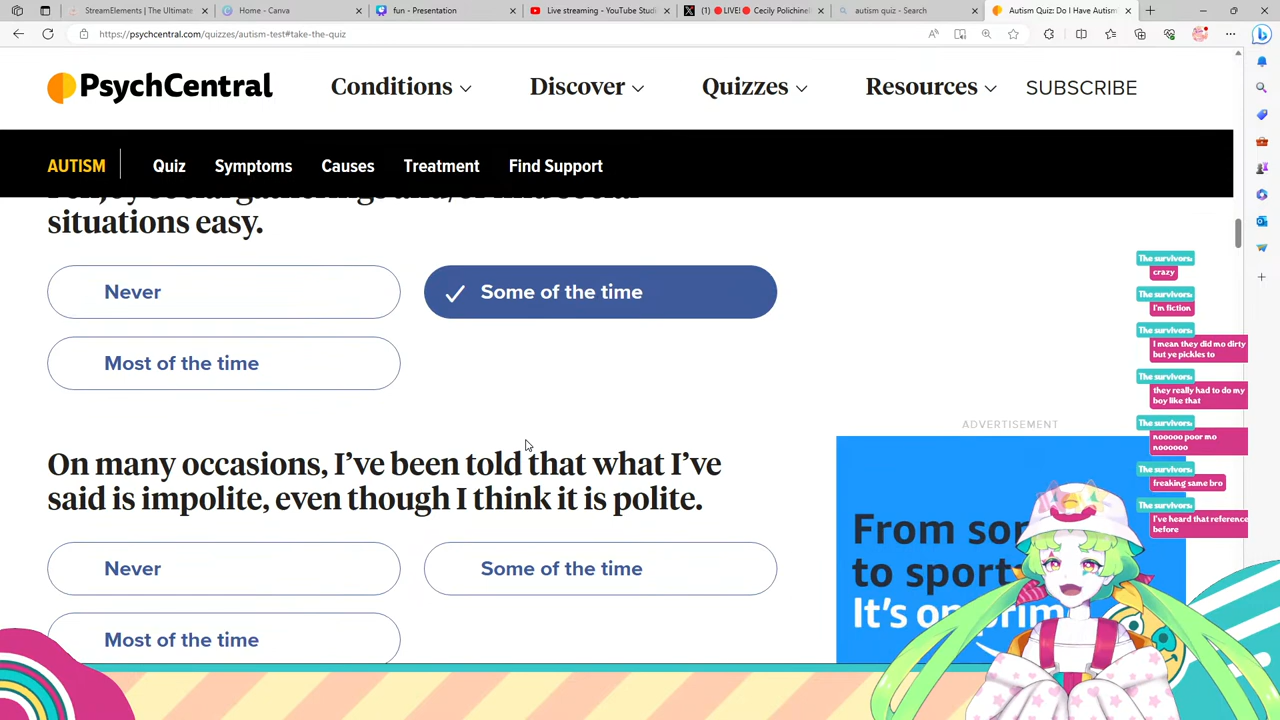 StreamElements | The Ultimate
Home - Canva
fun - Presentation
Live streaming - YouTube Studi
(1) 🔴LIVE!🔴 Cecily Polichinel
autism quiz - Search
Autism Quiz: Do I Have Autism
https://psychcentral.com/quizzes/autism-test#take-the-quiz
PsychCentral
Conditions
Discover
Quizzes
Resources
SUBSCRIBE
AUTISM
Quiz
Symptoms
Causes
Treatment
Find Support
situations easy.
Never
Some of the time
Most of the time
On many occasions, I've been told that what I've
said is impolite, even though I think it is polite.
Never
Some of the time
Most of the time
ADVERTISEMENT
From
to sport
It's on prim
The survivors:
crazy
The survivors:
I'm fiction
The survivors:
I mean they did mo dirty
but ye pickles to
The survivors:
they really had to do my
boy like that
The survivors:
nooooo poor mo
noooooo
The survivors:
freaking same bro
The survivors:
I've heard that reference
before